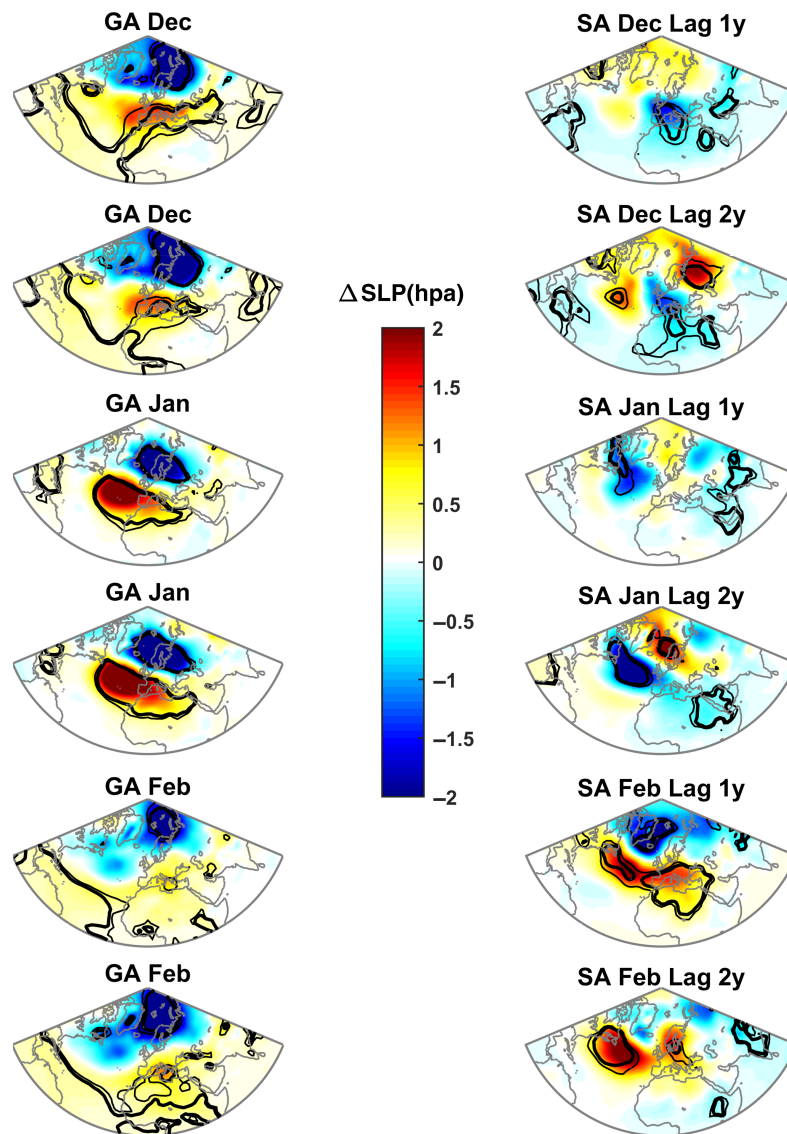 GA Dec
SA Dec Lag 1y
GA Dec
SA Dec Lag 2y
Δ SLP(hpa)
2
1.5
1
0.5
0
−0.5
−1
−1.5
−2
GA Jan
SA Jan Lag 1y
GA Jan
SA Jan Lag 2y
GA Feb
SA Feb Lag 1y
GA Feb
SA Feb Lag 2y